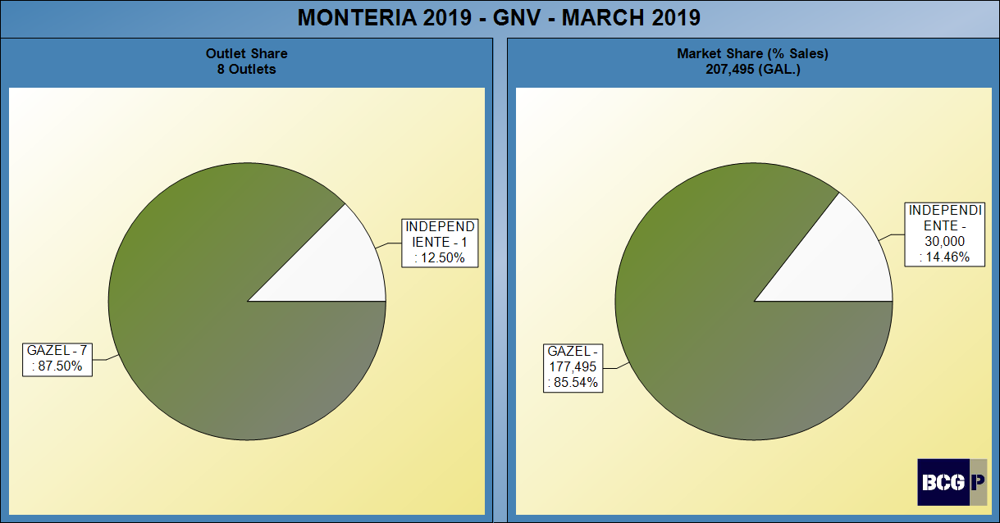 MONTERIA 2019 - GNV - MARCH 2019
Outlet Share
8 Outlets
INDEPEND
IENTE - 1
: 12.50%
GAZEL - 7
: 87.50%
Market Share (% Sales)
207,495 (GAL.)
INDEPENDI
ENTE -
30,000
: 14.46%
GAZEL -
177,495
: 85.54%
BCG P